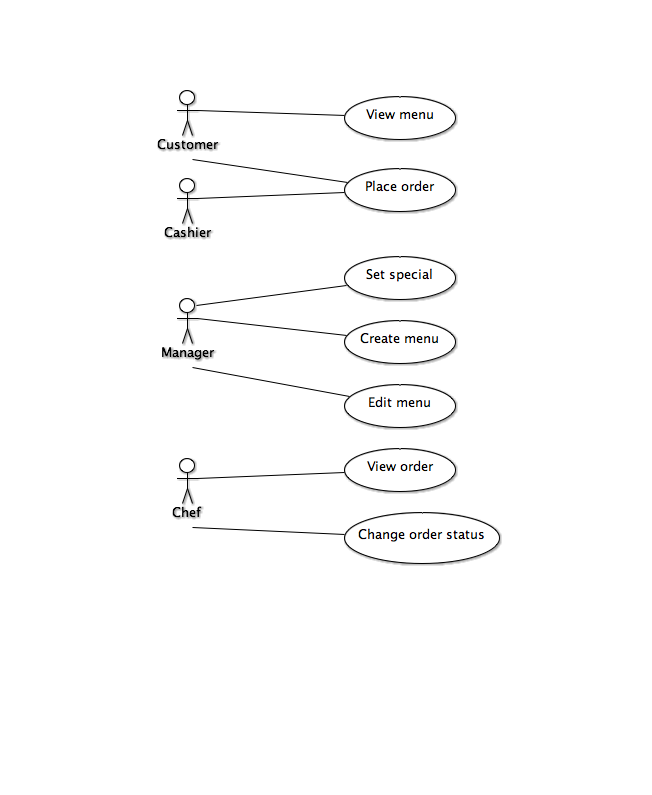 View menu
Customer
Place order
Cashier
Set special
Create menu
Manager
Edit menu
View order
Chef
Change order status